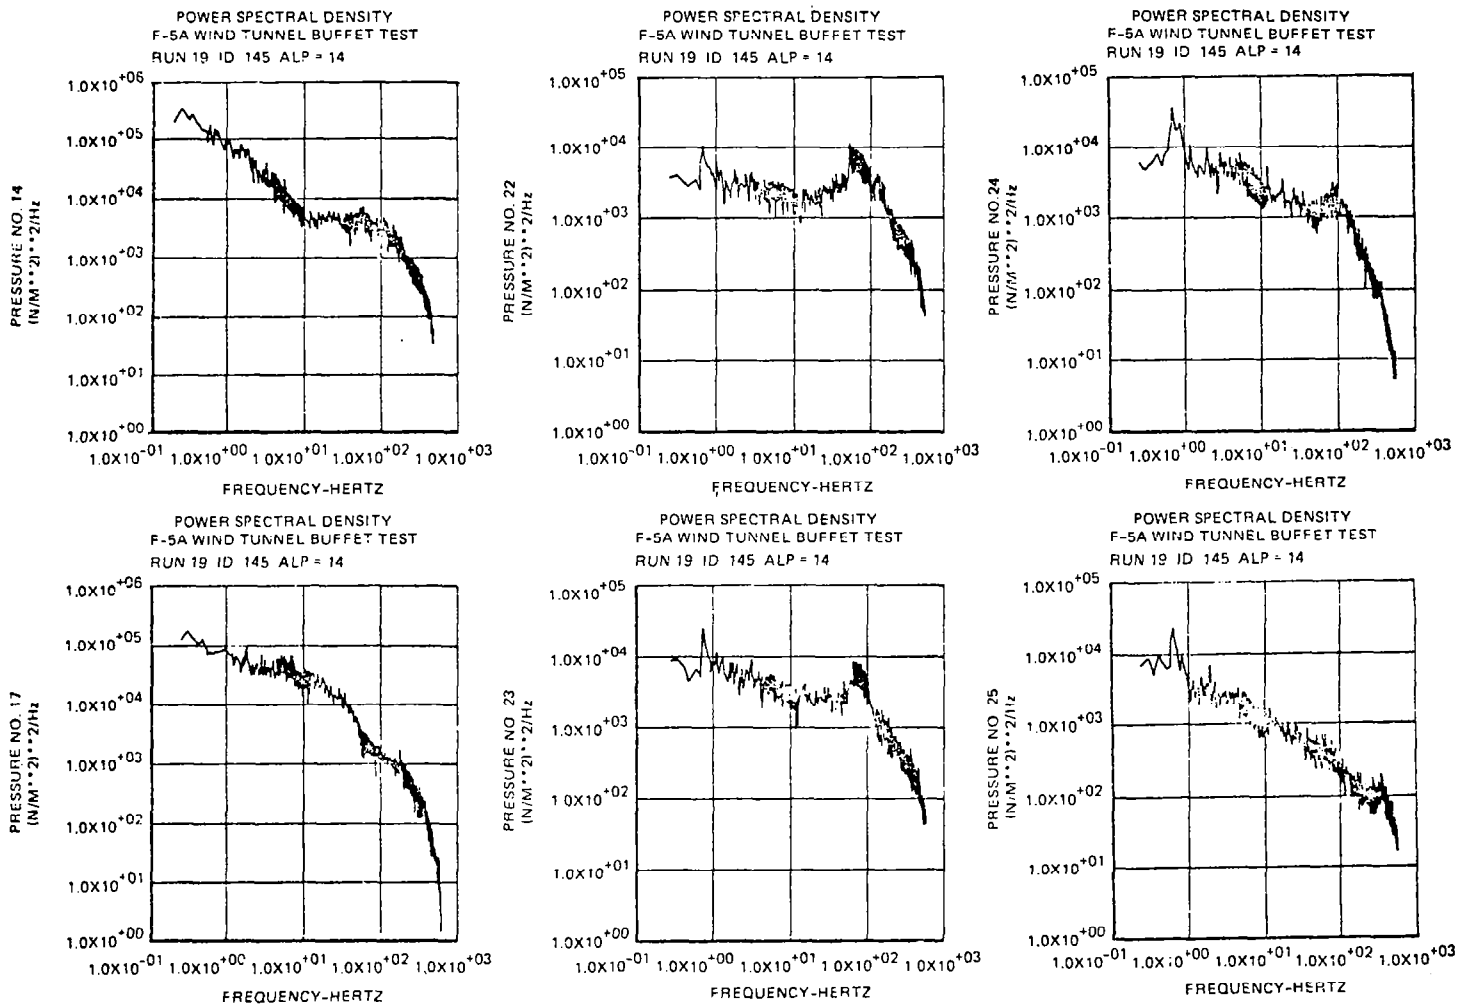 POWER SPECTRAL DENSITY
F-5A WIND TUNNEL BUFFET TEST
RUN 19 ID 145 ALP = 14
PRESSURE NO. 14
(N/M**2)**2/Hz
1.0X10+06
1.0X10+05
1.0X10+04
1.0X10+03
1.0X10+02
1.0X10+01
1.0X10+00
1.0X10-01 1.0X10+00 1.0X10+01 1.0X10+02 1.0X10+03
FREQUENCY-HERTZ
POWER SPECTRAL DENSITY
F-5A WIND TUNNEL BUFFET TEST
RUN 19 ID 145 ALP = 14
PRESSURE NO. 22
(N/M**2)**2/Hz
1.0X10+05
1.0X10+04
1.0X10+03
1.0X10+02
1.0X10+01
1.0X10+00
1.0X10-01 1.0X10+00 1.0X10+01 1.0X10+02 1.0X10+03
FREQUENCY-HERTZ
POWER SPECTRAL DENSITY
F-5A WIND TUNNEL BUFFET TEST
RUN 19 ID 145 ALP = 14
PRESSURE NO. 24
(N/M**2)**2/Hz
1.0X10+05
1.0X10+04
1.0X10+03
1.0X10+02
1.0X10+01
1.0X10+00
1.0X10-01 1.0X10+00 1.0X10+01 1.0X10+02 1.0X10+03
FREQUENCY-HERTZ
POWER SPECTRAL DENSITY
F-5A WIND TUNNEL BUFFET TEST
RUN 19 ID 145 ALP = 14
PRESSURE NO. 17
(N/M**2)**2/Hz
1.0X10+06
1.0X10+05
1.0X10+04
1.0X10+03
1.0X10+02
1.0X10+01
1.0X10+00
1.0X10-01 1.0X10+00 1.0X10+01 1.0X10+02 1.0X10+03
FREQUENCY-HERTZ
POWER SPECTRAL DENSITY
F-5A WIND TUNNEL BUFFET TEST
RUN 19 ID 145 ALP = 14
PRESSURE NO 23
(N/M**2)**2/Hz
1.0X10+05
1.0X10+04
1.0X10+03
1.0X10+02
1.0X10+01
1.0X10+00
1.0X10-01 1.0X10+00 1.0X10+01 1.0X10+02 1.0X10+03
FREQUENCY-HERTZ
POWER SPECTRAL DENSITY
F-5A WIND TUNNEL BUFFET TEST
RUN 19 ID 145 ALP = 14
PRESSURE NO 25
(N/M**2)**2/Hz
1.0X10+05
1.0X10+04
1.0X10+03
1.0X10+02
1.0X10+01
1.0X10+00
1.0X10-01 1.0X10+00 1.0X10+01 1.0X10+02 1.0X10+03
FREQUENCY-HERTZ